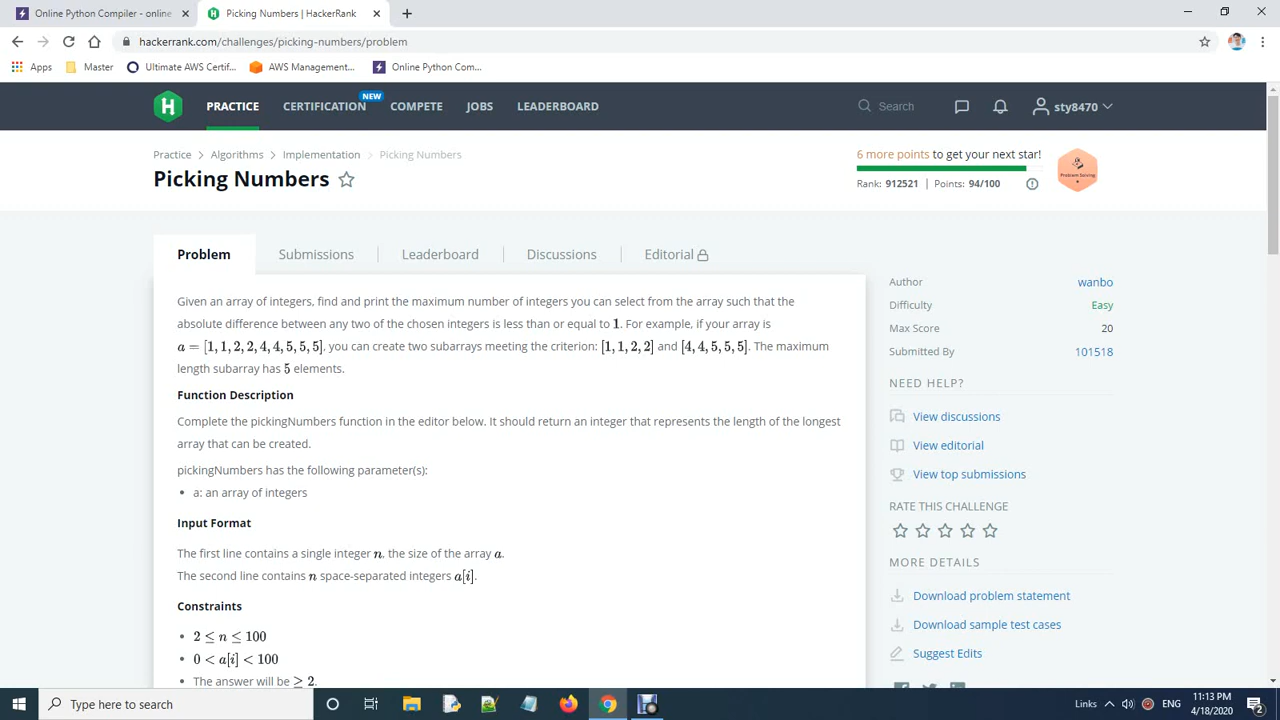 Online Python Compiler - online
Picking Numbers | HackerRank
hackerrank.com/challenges/picking-numbers/problem
Apps
Master
Ultimate AWS Certif...
AWS Management...
Online Python Com...
H
PRACTICE
CERTIFICATION
NEW
COMPETE
JOBS
LEADERBOARD
Search
sty8470
Practice > Algorithms > Implementation > Picking Numbers
Picking Numbers
6 more points to get your next star!
Rank: 912521 | Points: 94/100
Problem Solving
Problem
Submissions
Leaderboard
Discussions
Editorial
Given an array of integers, find and print the maximum number of integers you can select from the array such that the
absolute difference between any two of the chosen integers is less than or equal to 1. For example, if your array is
a = [1, 1, 2, 2, 4, 4, 5, 5, 5], you can create two subarrays meeting the criterion: [1, 1, 2, 2] and [4, 4, 5, 5, 5]. The maximum
length subarray has 5 elements.
Function Description
Complete the pickingNumbers function in the editor below. It should return an integer that represents the length of the longest
array that can be created.
pickingNumbers has the following parameter(s):
• a: an array of integers
Input Format
The first line contains a single integer n, the size of the array a.
The second line contains n space-separated integers a[i].
Constraints
• 2 ≤ n ≤ 100
• 0 < a[i] < 100
• The answer will be ≥ 2.
Author wanbo
Difficulty Easy
Max Score 20
Submitted By 101518
NEED HELP?
View discussions
View editorial
View top submissions
RATE THIS CHALLENGE
MORE DETAILS
Download problem statement
Download sample test cases
Suggest Edits
Type here to search
Links
ENG
11:13 PM
4/18/2020
2